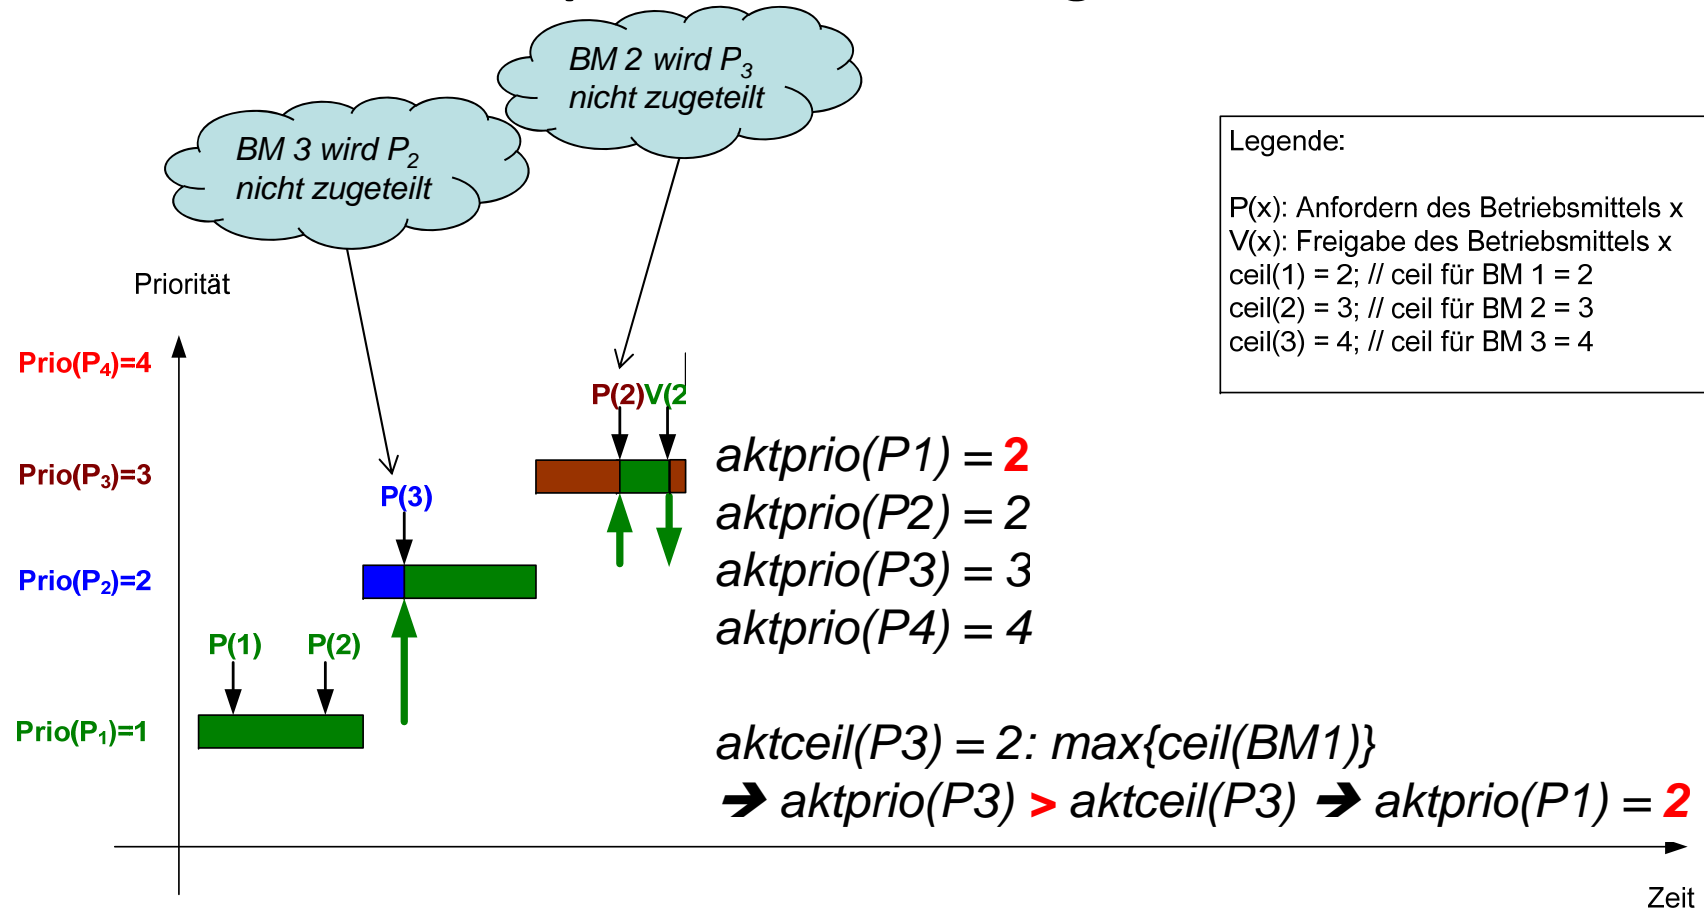 BM 2 wird P3
nicht zugeteilt
BM 3 wird P2
nicht zugeteilt
Legende:
P(x): Anfordern des Betriebsmittels x
V(x): Freigabe des Betriebsmittels x
ceil(1) = 2; // ceil für BM 1 = 2
ceil(2) = 3; // ceil für BM 2 = 3
ceil(3) = 4; // ceil für BM 3 = 4
Priorität
Prio(P4)=4
P(2)
V(2
Prio(P3)=3
P(3)
Prio(P2)=2
P(1)
P(2)
Prio(P1)=1
aktprio(P1) = 2
aktprio(P2) = 2
aktprio(P3) = 3
aktprio(P4) = 4
aktceil(P3) = 2: max{ceil(BM1)}
➔ aktprio(P3) > aktceil(P3) ➔ aktprio(P1) = 2
Zeit